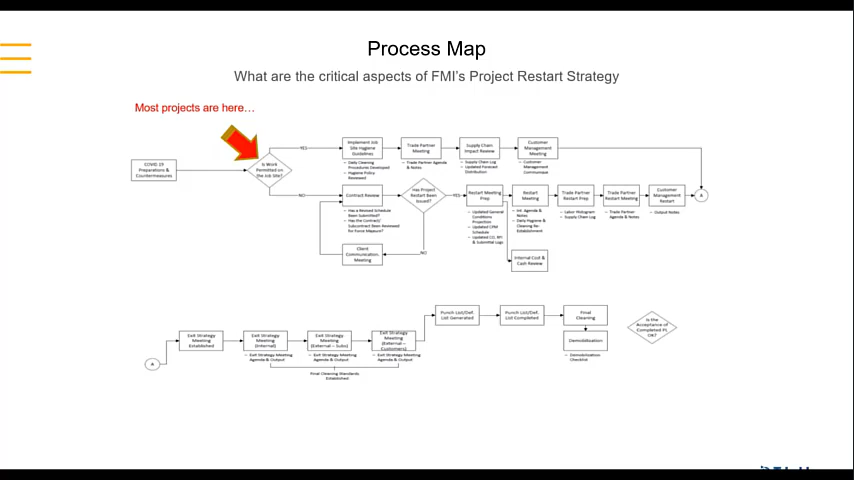 Process Map
What are the critical aspects of FMI's Project Restart Strategy
Most projects are here…
COVID 19
Preparations &
Countermeasures
Is Work
Permitted on
the Job Site?
YES
Implement Job
Site Hygiene
Guidelines
– Daily Cleaning
Procedures Developed
– Hygiene Policy
Reviewed
Trade Partner
Meeting
– Trade Partner Agenda
& Notes
Supply Chain
Impact Review
– Supply Chain Log
– Updated Forecast
Distribution
Customer
Management
Meeting
– Customer
Management
Communique
NO
Contract Review
– Has a Revised Schedule
Been Submitted?
– Has the Contract/
Subcontract Been Reviewed
for Force Majeure?
Has Project
Restart Been
Issued?
YES
Restart Meeting
Prep
– Updated General
Conditions
Projection
– Updated CPM
Schedule
– Updated CO, RFI
& Submittal Logs
Restart
Meeting
– Int. Agenda &
Notes
– Daily Hygiene &
Cleaning Re-
Establishment
Trade Partner
Restart Prep
– Labor Histogram
– Supply Chain Log
Trade Partner
Restart Meeting
– Trade Partner
Agenda & Notes
Customer
Management
Restart
– Output Notes
A
NO
Client
Communication
Meeting
Internal Cost &
Cash Review
A
Exit Strategy
Meeting
Established
Exit Strategy
Meeting
(Internal)
– Exit Strategy Meeting
Agenda & Output
Exit Strategy
Meeting
(External – Subs)
– Exit Strategy Meeting
Agenda & Output
Exit Strategy
Meeting
(External –
Customers)
– Exit Strategy Meeting
Agenda & Output
Final Cleaning Standards
Established
Punch List/Def.
List Generated
Punch List/Def.
List Completed
Final
Cleaning
Demobilization
– Demobilization
Checklist
Is the
Acceptance of
Completed PL
OK?